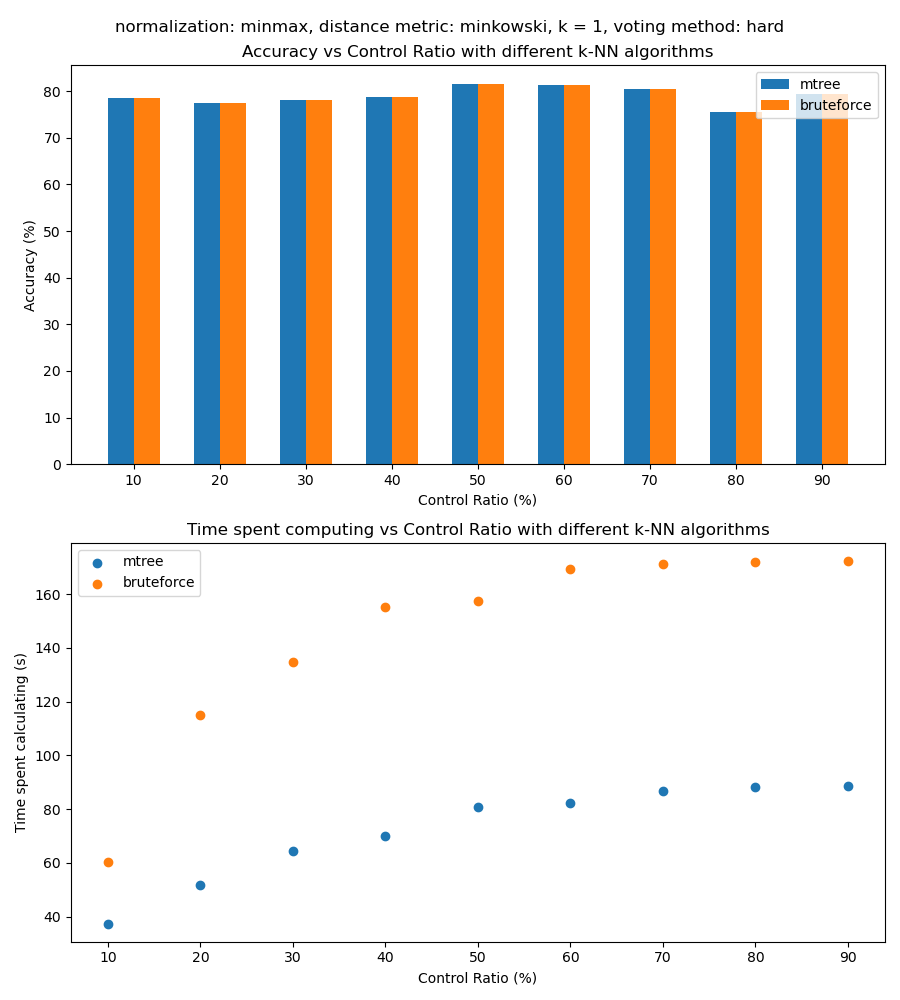 normalization: minmax, distance metric: minkowski, k = 1, voting method: hard
Accuracy vs Control Ratio with different k-NN algorithms
mtree
bruteforce
80
70
60
50
40
30
20
10
0
Accuracy (%)
10 20 30 40 50 60 70 80 90
Control Ratio (%)
Time spent computing vs Control Ratio with different k-NN algorithms
mtree
bruteforce
160
140
120
100
80
60
40
Time spent calculating (s)
10 20 30 40 50 60 70 80 90
Control Ratio (%)